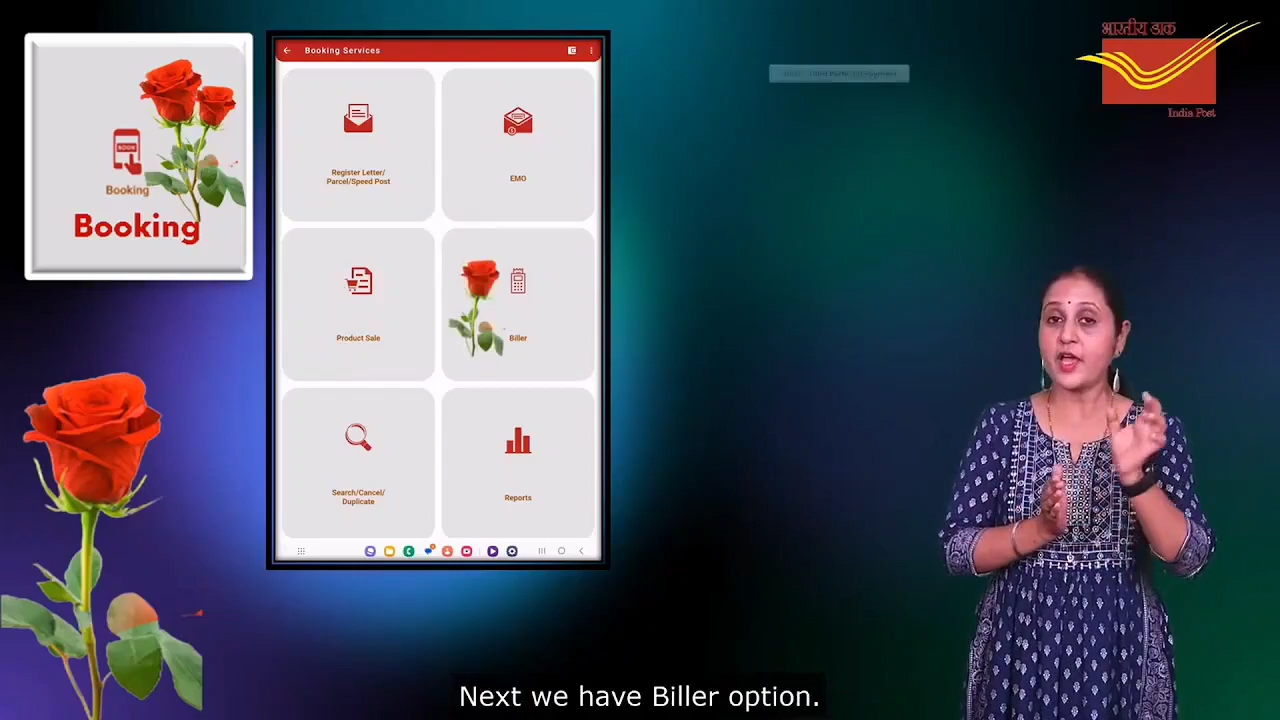 भारतीय डाक
India Post
Booking
Booking
Booking Services
Register Letter/
Parcel/Speed Post
EMO
Product Sale
Biller
Search/Cancel/
Duplicate
Reports
Next we have Biller option.